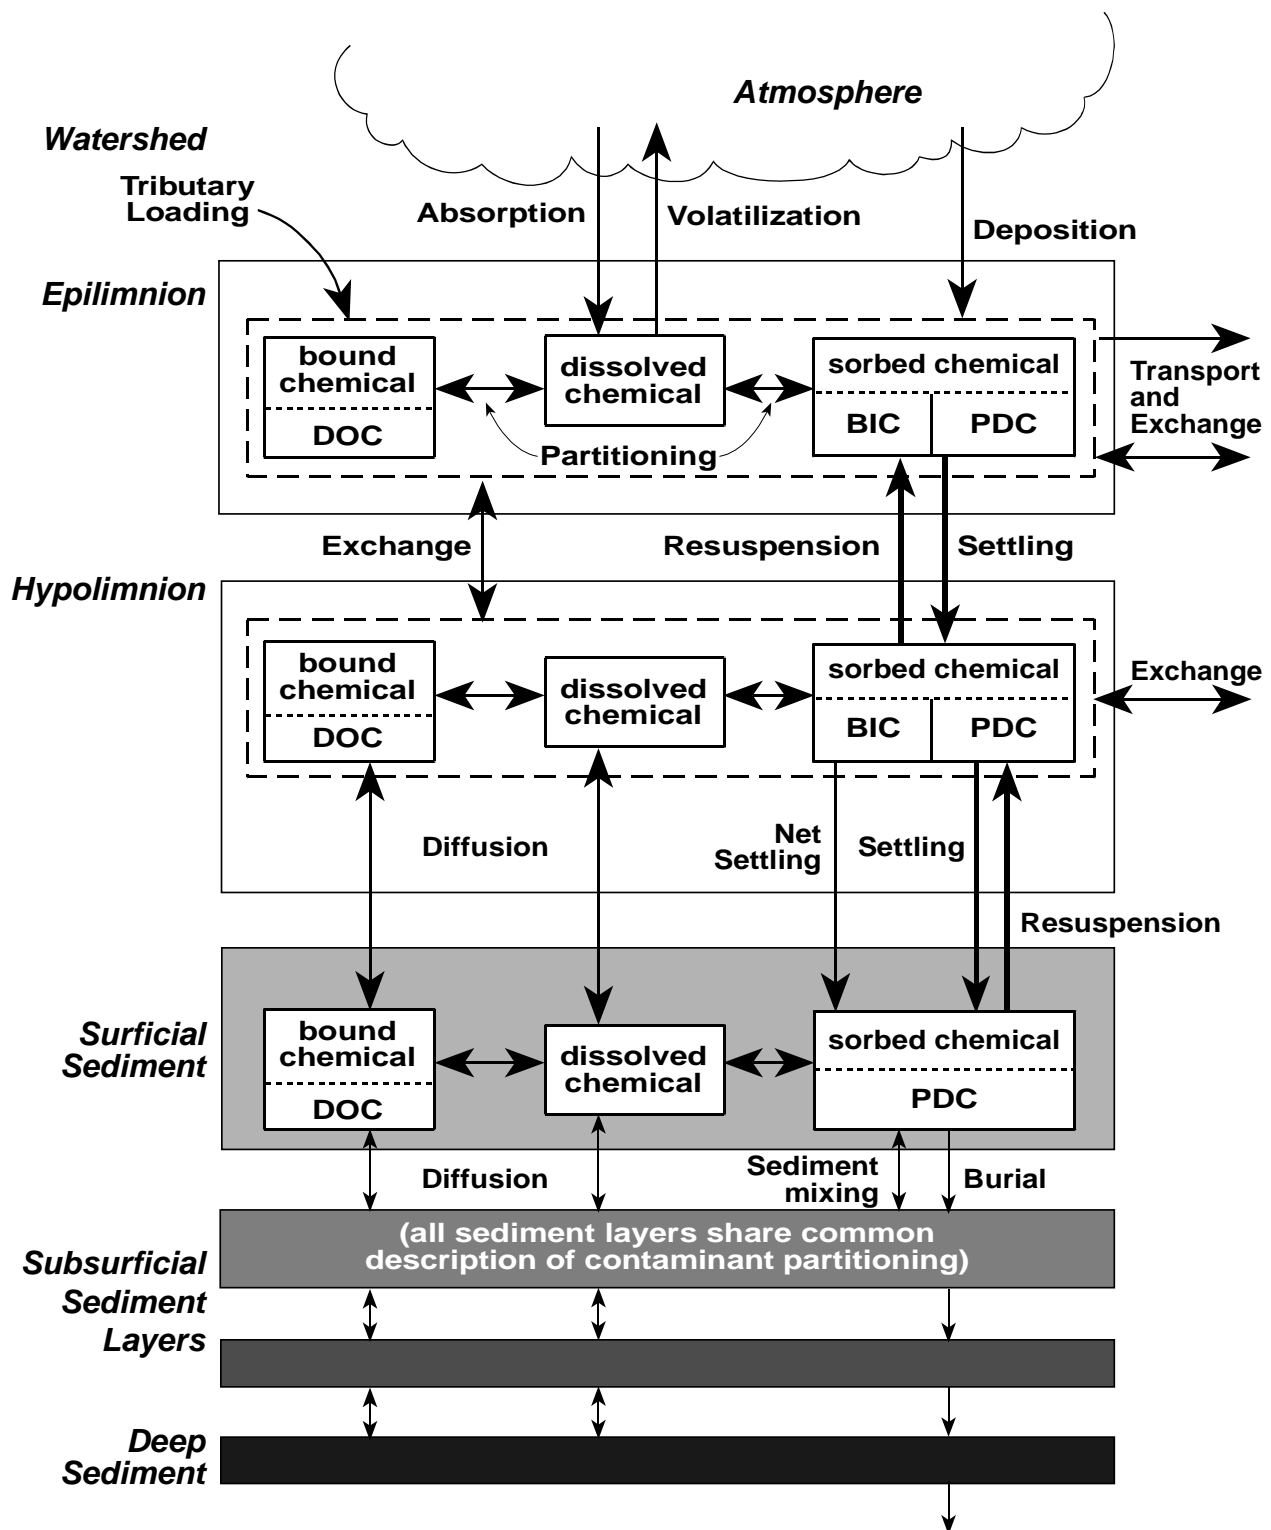 Atmosphere
Watershed
Tributary
Loading
Absorption
Volatilization
Deposition
Epilimnion
bound
chemical
DOC
dissolved
chemical
sorbed chemical
BIC
PDC
Partitioning
Transport
and
Exchange
Exchange
Resuspension
Settling
Hypolimnion
bound
chemical
DOC
dissolved
chemical
sorbed chemical
BIC
PDC
Exchange
Diffusion
Net
Settling
Settling
Resuspension
Surficial
Sediment
bound
chemical
DOC
dissolved
chemical
sorbed chemical
PDC
Diffusion
Sediment
mixing
Burial
(all sediment layers share common
description of contaminant partitioning)
Subsurficial
Sediment
Layers
Deep
Sediment